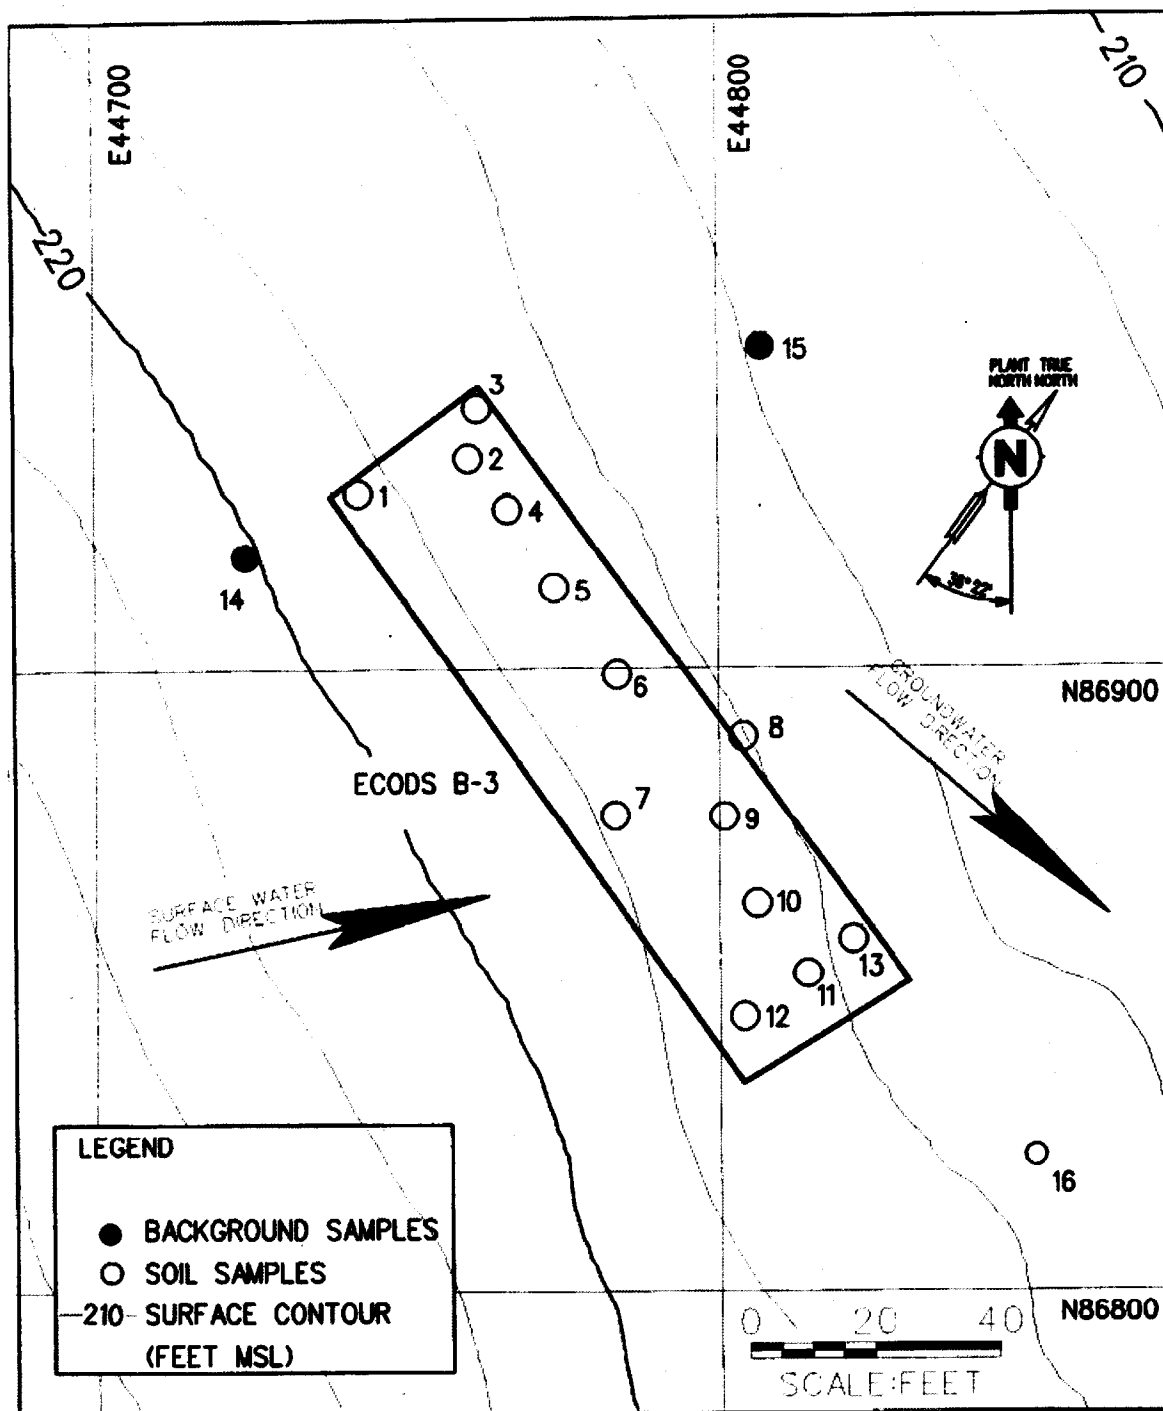 E44700
E44800
210
220
15
PLANT TRUE
NORTH NORTH
N
3
2
1
4
14
5
6
N86900
GROUNDWATER
FLOW DIRECTION
8
ECODS B-3
7
9
SURFACE WATER
FLOW DIRECTION
10
13
11
12
16
LEGEND
BACKGROUND SAMPLES
SOIL SAMPLES
210 SURFACE CONTOUR
(FEET MSL)
N86800
0 20 40
SCALE:FEET